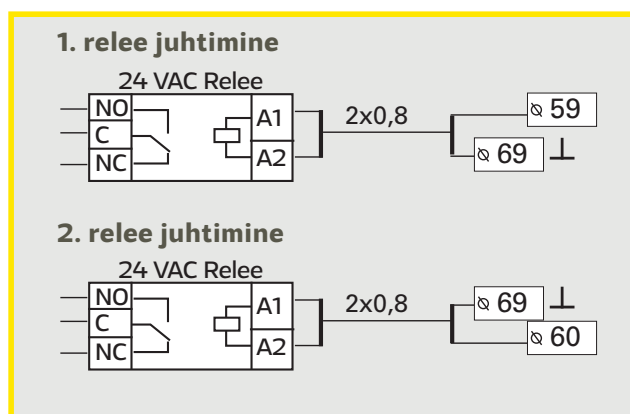 1. relee juhtimine
24 VAC Relee
NO
C
NC
A1
A2
2x0,8
59
69
2. relee juhtimine
24 VAC Relee
NO
C
NC
A1
A2
2x0,8
69
60